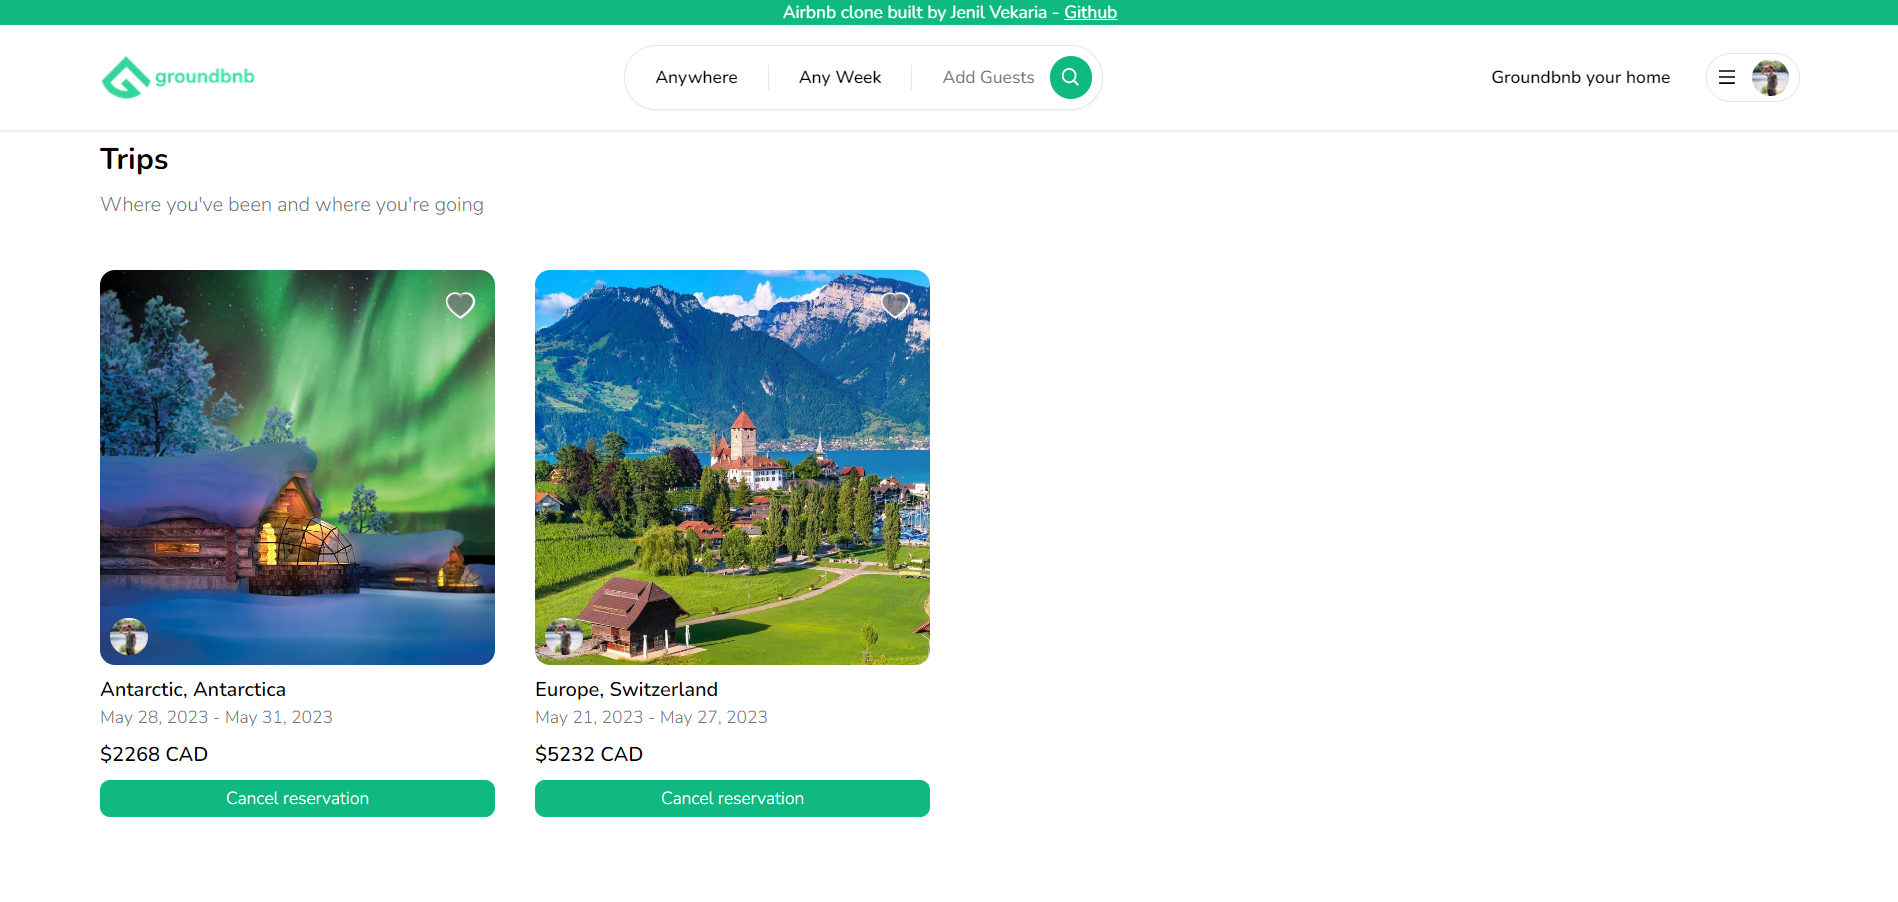 Airbnb clone built by Jenil Vekaria - Github
groundbnb
Anywhere
Any Week
Add Guests
Groundbnb your home
Trips
Where you've been and where you're going
Antarctic, Antarctica
May 28, 2023 - May 31, 2023
$2268 CAD
Cancel reservation
Europe, Switzerland
May 21, 2023 - May 27, 2023
$5232 CAD
Cancel reservation